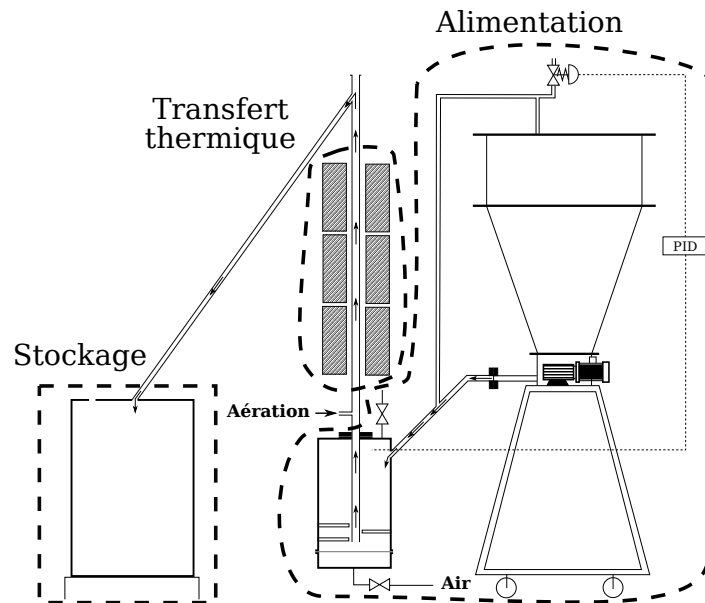 Alimentation
Transfert
thermique
PID
Stockage
Aération
Air